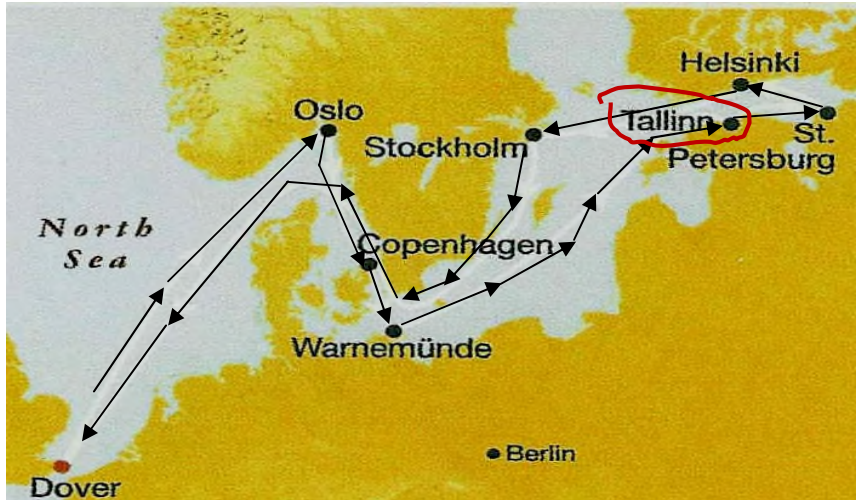 Helsinki
Oslo
Tallinn
St.
Stockholm
Petersburg
North
Sea
Copenhagen
Warnemünde
Berlin
Dover